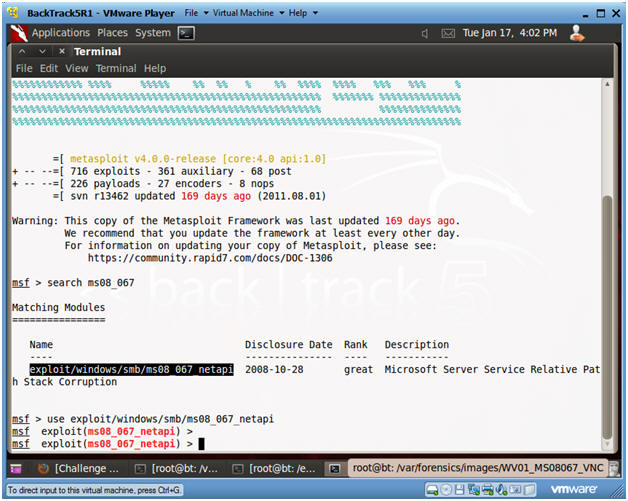 BackTrack5R1 - VMware Player File ▾ Virtual Machine ▾ Help ▾
Applications Places System Tue Jan 17, 4:02 PM
Terminal
File Edit View Terminal Help
%%%%%%%%%%%% %%%% %%%%% %% %% % %% %%%% %%%% %%% %%% %
%%%%%%%%%%%%%%%%%%%%%%%%%%%%%%%%%%%%%%%%%%%%%%% %%%%%%% %%%%%%%%%%%%%
%%%%%%%%%%%%%%%%%%%%%%%%%%%%%%%%%%%%%%%%%%%%%%% %%%%%%%%%%%%%
%%%%%%%%%%%%%%%%%%%%%%%%%%%%%%%%%%%%%%%%%%%%%%%%%%%%%%%%%%%%%%%%%%%%%
=[ metasploit v4.0.0-release [core:4.0 api:1.0]
+ -- --=[ 716 exploits - 361 auxiliary - 68 post
+ -- --=[ 226 payloads - 27 encoders - 8 nops
=[ svn r13462 updated 169 days ago (2011.08.01)
Warning: This copy of the Metasploit Framework was last updated 169 days ago.
We recommend that you update the framework at least every other day.
For information on updating your copy of Metasploit, please see:
https://community.rapid7.com/docs/DOC-1306
msf > search ms08_067
<< back | track 5
Matching Modules
================
Name Disclosure Date Rank Description
---- --------------- ---- -----------
exploit/windows/smb/ms08_067_netapi 2008-10-28 great Microsoft Server Service Relative Pat
h Stack Corruption
msf > use exploit/windows/smb/ms08_067_netapi
msf exploit(ms08_067_netapi) >
msf exploit(ms08_067_netapi) >
[Challenge ... [root@bt: /v... [root@bt: /e... root@bt: /var/forensics/images/WV01_MS08067_VNC
To direct input to this virtual machine, press Ctrl+G. vmware